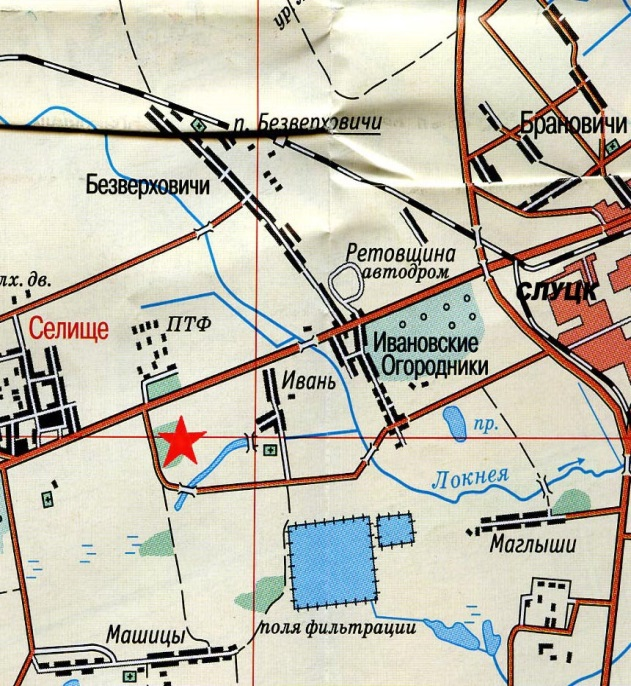 ур.
п. Безверховичи
Брановичи
Безверховичи
Ретовщина
автодром
лх. дв.
СЛУЦК
Селище
ПТФ
Ивановские
Огородники
Ивань
пр.
Локнея
Маглыши
поля фильтрации
Машицы